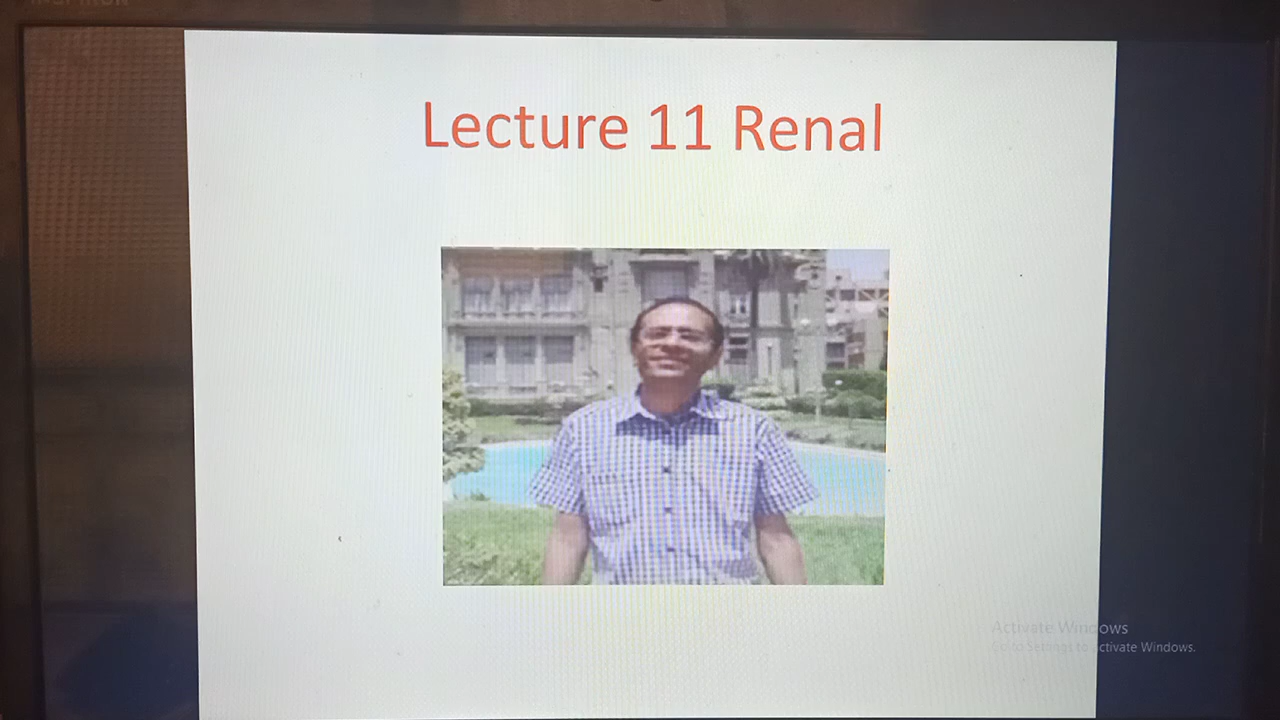 Lecture 11 Renal
Activate Windows
Go to Settings to Activate Windows.